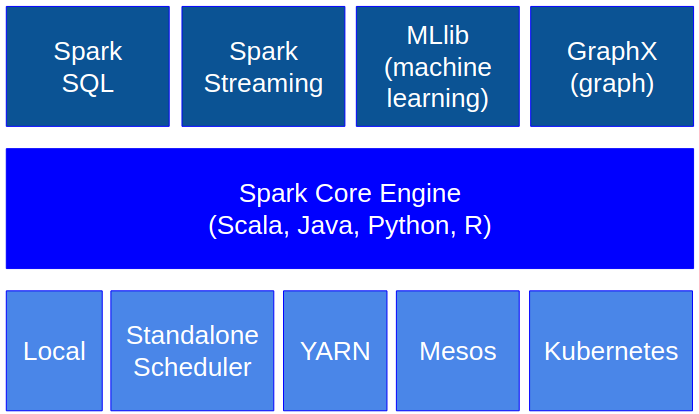 Spark
SQL
Spark
Streaming
MLlib
(machine
learning)
GraphX
(graph)
Spark Core Engine
(Scala, Java, Python, R)
Local
Standalone
Scheduler
YARN
Mesos
Kubernetes